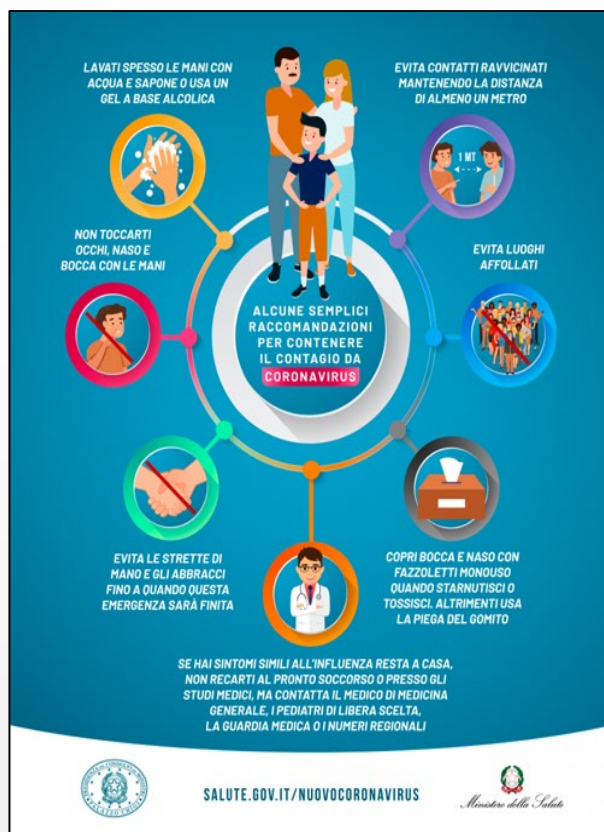 LAVATI SPESSO LE MANI CON
ACQUA E SAPONE O USA UN
GEL A BASE ALCOLICA
EVITA CONTATTI RAVVICINATI
MANTENENDO LA DISTANZA
DI ALMENO UN METRO
1 MT
NON TOCCARTI
OCCHI, NASO E
BOCCA CON LE MANI
EVITA LUOGHI
AFFOLLATI
ALCUNE SEMPLICI
RACCOMANDAZIONI
PER CONTENERE
IL CONTAGIO DA
CORONAVIRUS
EVITA LE STRETTE DI
MANO E GLI ABBRACCI
FINO A QUANDO QUESTA
EMERGENZA SARÀ FINITA
COPRI BOCCA E NASO CON
FAZZOLETTI MONOUSO
QUANDO STARNUTISCI O
TOSSISCI. ALTRIMENTI USA
LA PIEGA DEL GOMITO
SE HAI SINTOMI SIMILI ALL'INFLUENZA RESTA A CASA,
NON RECARTI AL PRONTO SOCCORSO O PRESSO GLI
STUDI MEDICI, MA CONTATTA IL MEDICO DI MEDICINA
GENERALE, I PEDIATRI DI LIBERA SCELTA,
LA GUARDIA MEDICA O I NUMERI REGIONALI
SALUTE.GOV.IT/NUOVOCORONAVIRUS
Ministero della Salute